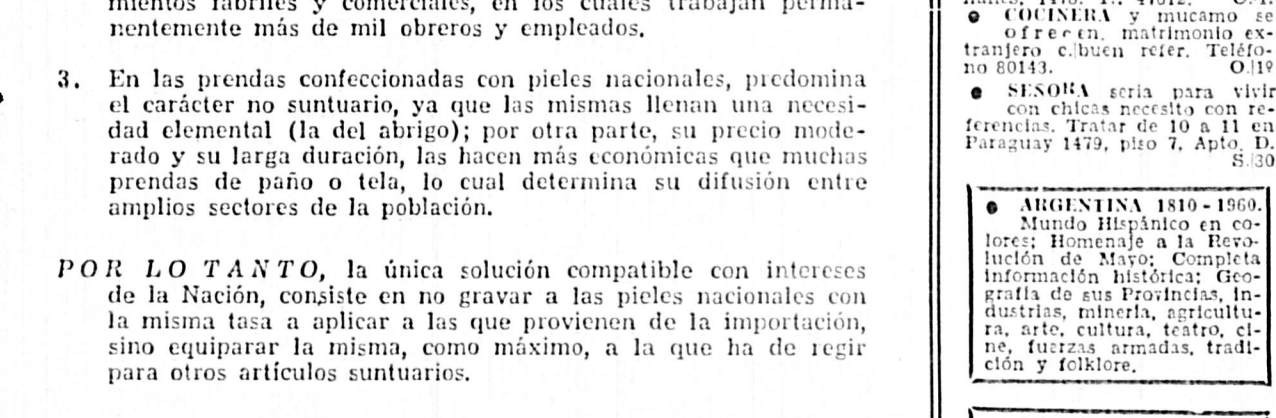 mientos fabriles y comerciales, en los cuales trabajan perma-
nentemente más de mil obreros y empleados.
3. En las prendas confeccionadas con pieles nacionales, predomina
el carácter no suntuario, ya que las mismas llenan una necesi-
dad elemental (la del abrigo); por otra parte, su precio mode-
rado y su larga duración, las hacen más económicas que muchas
prendas de paño o tela, lo cual determina su difusión entre
amplios sectores de la población.
POR LO TANTO, la única solución compatible con intereses
de la Nación, consiste en no gravar a las pieles nacionales con
la misma tasa a aplicar a las que provienen de la importación,
sino equiparar la misma, como máximo, a la que ha de regir
para otros artículos suntuarios.
● COCINERA y mucamo se
ofrecen, matrimonio ex-
tranjero c.|buen refer. Teléfo-
no 80143. O.|19
● SEÑORA seria para vivir
con chicas necesito con re-
ferencias. Tratar de 10 a 11 en
Paraguay 1479, piso 7, Apto. D.
S.|30
● ARGENTINA 1810-1960.
Mundo Hispánico en co-
lores; Homenaje a la Revo-
lución de Mayo; Completa
información histórica; Geo-
grafía de sus Provincias, in-
dustrias, minería, agricultu-
ra, arte, cultura, teatro, ci-
ne, fuerzas armadas, tradi-
ción y folklore.